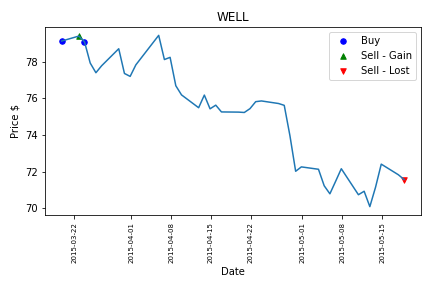 WELL
Buy
Sell - Gain
Sell - Lost
Price $
78
76
74
72
70
2015-03-22
2015-04-01
2015-04-08
2015-04-15
2015-04-22
2015-05-01
2015-05-08
2015-05-15
Date